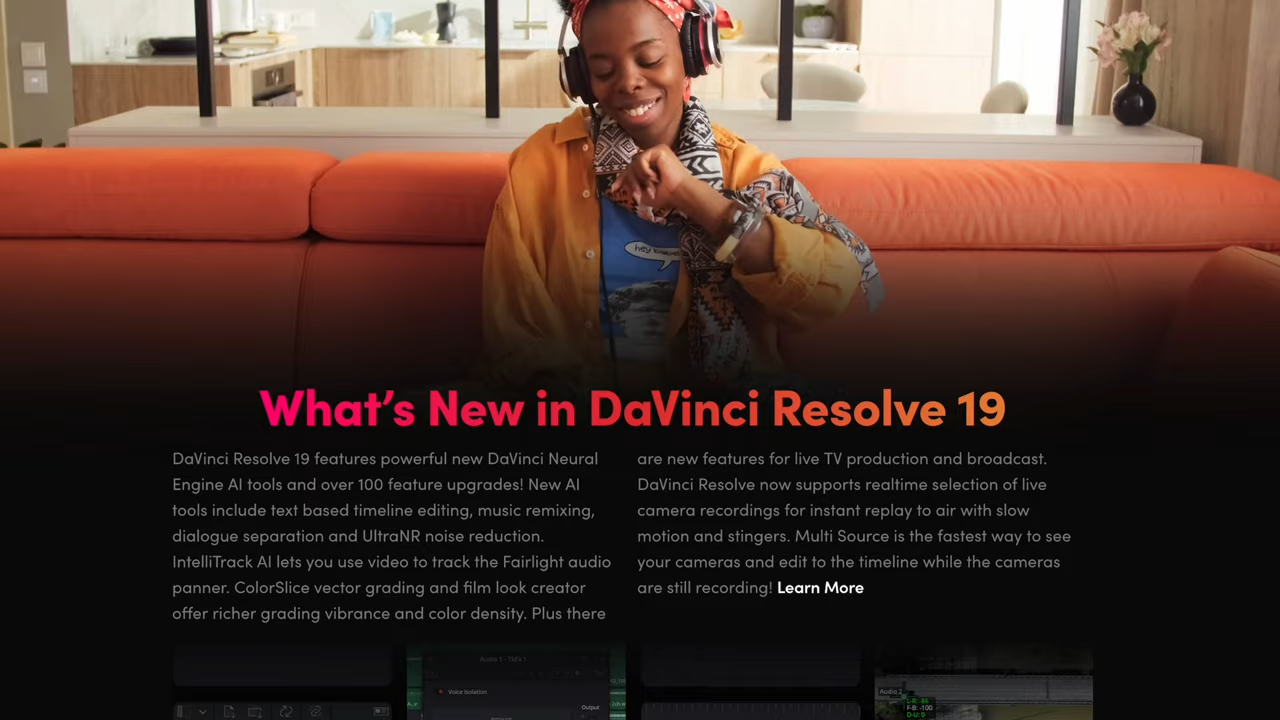 What's New in DaVinci Resolve 19
DaVinci Resolve 19 features powerful new DaVinci Neural
Engine AI tools and over 100 feature upgrades! New AI
tools include text based timeline editing, music remixing,
dialogue separation and UltraNR noise reduction.
IntelliTrack AI lets you use video to track the Fairlight audio
panner. ColorSlice vector grading and film look creator
offer richer grading vibrance and color density. Plus there
are new features for live TV production and broadcast.
DaVinci Resolve now supports realtime selection of live
camera recordings for instant replay to air with slow
motion and stingers. Multi Source is the fastest way to see
your cameras and edit to the timeline while the cameras
are still recording! Learn More
Voice Isolation
Output
Audio 2
L-R: -86
F-B: -100
D-U: 0